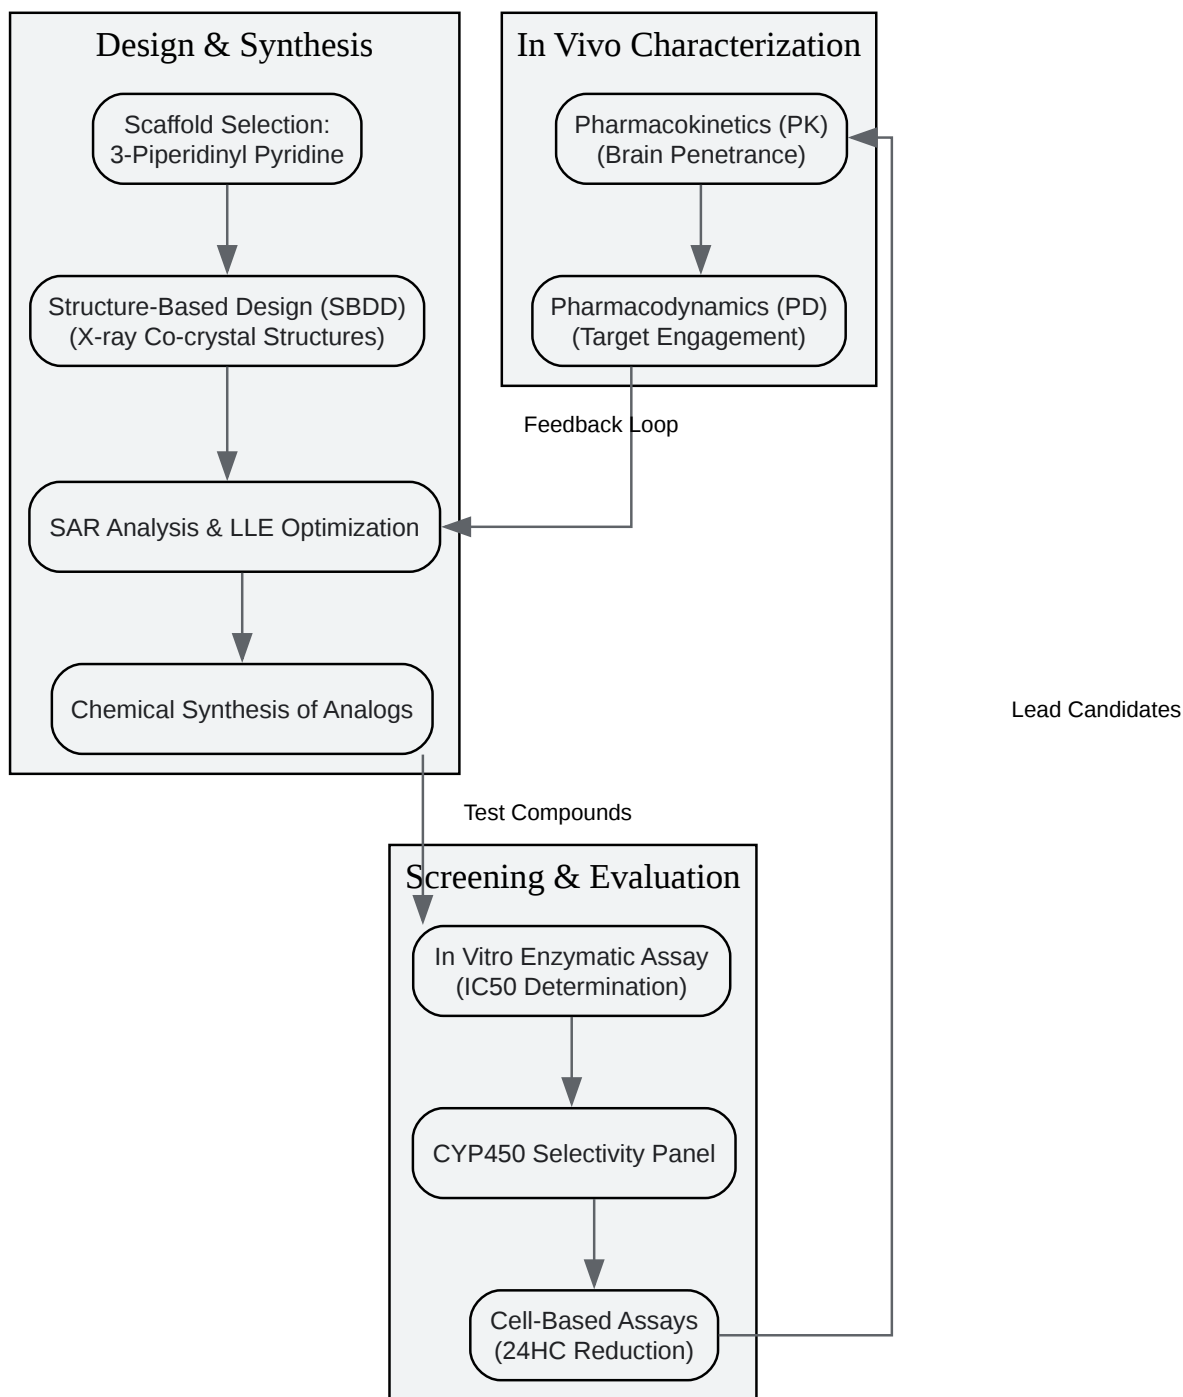 Design & Synthesis
Scaffold Selection:
3-Piperidinyl Pyridine
Structure-Based Design (SBDD)
(X-ray Co-crystal Structures)
SAR Analysis & LLE Optimization
Chemical Synthesis of Analogs
In Vivo Characterization
Pharmacokinetics (PK)
(Brain Penetrance)
Pharmacodynamics (PD)
(Target Engagement)
Feedback Loop
Lead Candidates
Test Compounds
Screening & Evaluation
In Vitro Enzymatic Assay
(IC50 Determination)
CYP450 Selectivity Panel
Cell-Based Assays
(24HC Reduction)